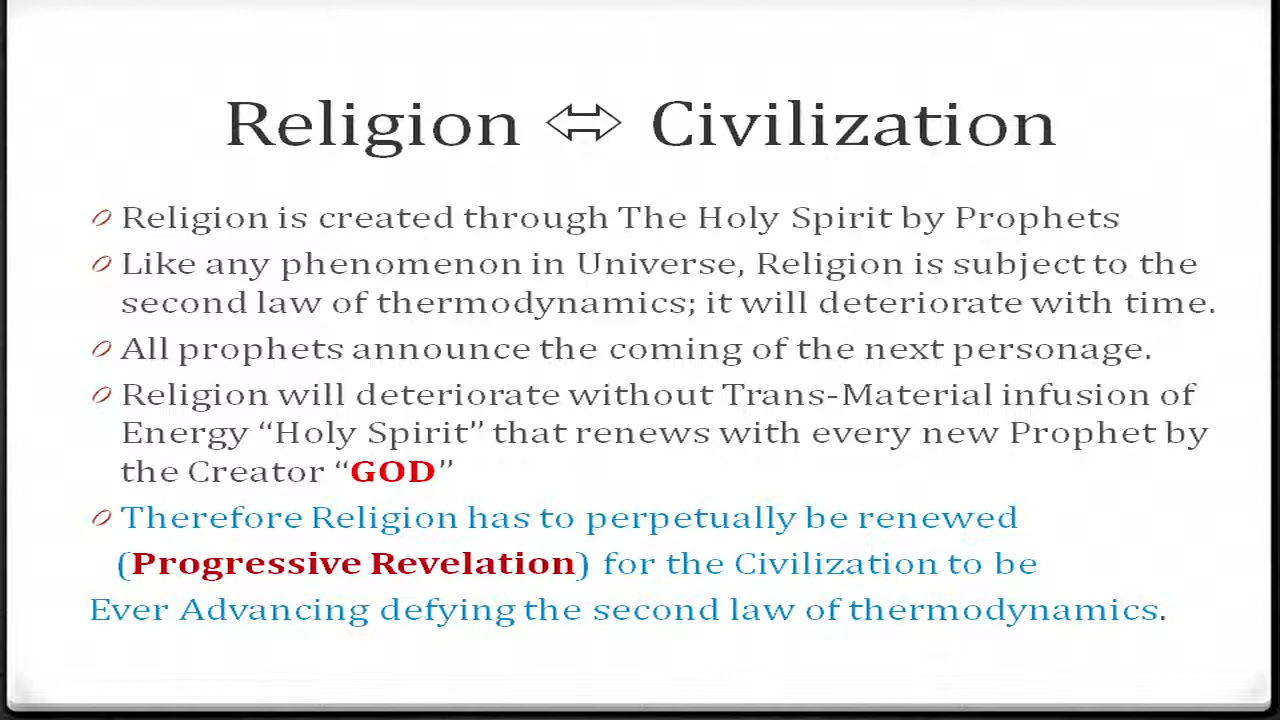 Religion ⇔ Civilization
Religion is created through The Holy Spirit by Prophets
Like any phenomenon in Universe, Religion is subject to the
second law of thermodynamics; it will deteriorate with time.
All prophets announce the coming of the next personage.
Religion will deteriorate without Trans-Material infusion of
Energy “Holy Spirit” that renews with every new Prophet by
the Creator “GOD”
Therefore Religion has to perpetually be renewed
(Progressive Revelation) for the Civilization to be
Ever Advancing defying the second law of thermodynamics.